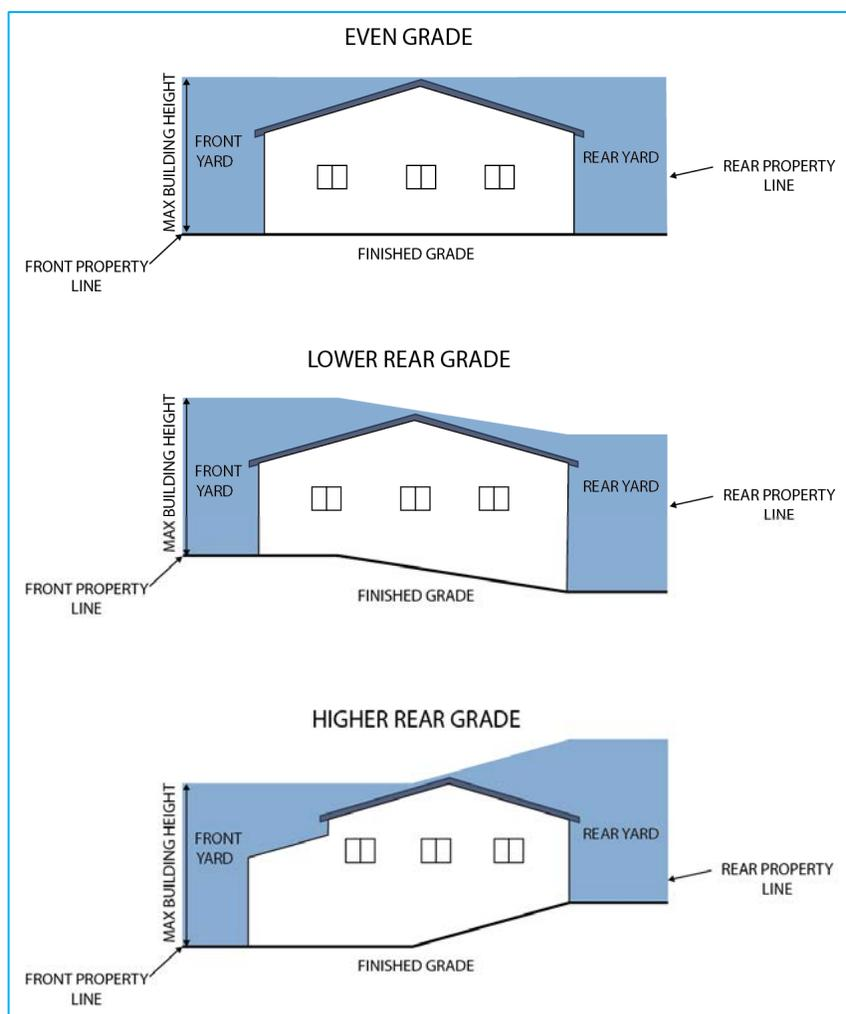 EVEN GRADE
MAX BUILDING HEIGHT
FRONT
YARD
REAR YARD
REAR PROPERTY
LINE
FINISHED GRADE
FRONT PROPERTY
LINE
LOWER REAR GRADE
MAX BUILDING HEIGHT
FRONT
YARD
REAR YARD
REAR PROPERTY
LINE
FINISHED GRADE
FRONT PROPERTY
LINE
HIGHER REAR GRADE
MAX BUILDING HEIGHT
FRONT
YARD
REAR YARD
REAR PROPERTY
LINE
FINISHED GRADE
FRONT PROPERTY
LINE